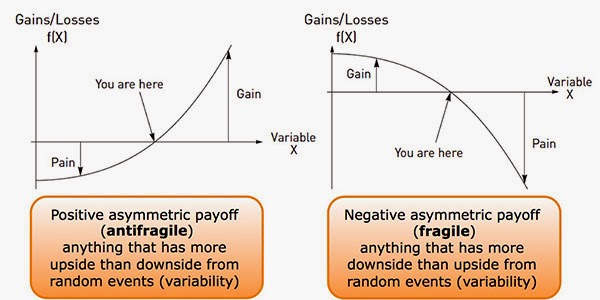 Gains/Losses
f(X)
You are here
Gain
Variable
X
Pain
Positive asymmetric payoff
(antifragile)
anything that has more
upside than downside from
random events (variability)
Gains/Losses
f(X)
Gain
Variable
X
You are here
Pain
Negative asymmetric payoff
(fragile)
anything that has more
downside than upside from
random events (variability)